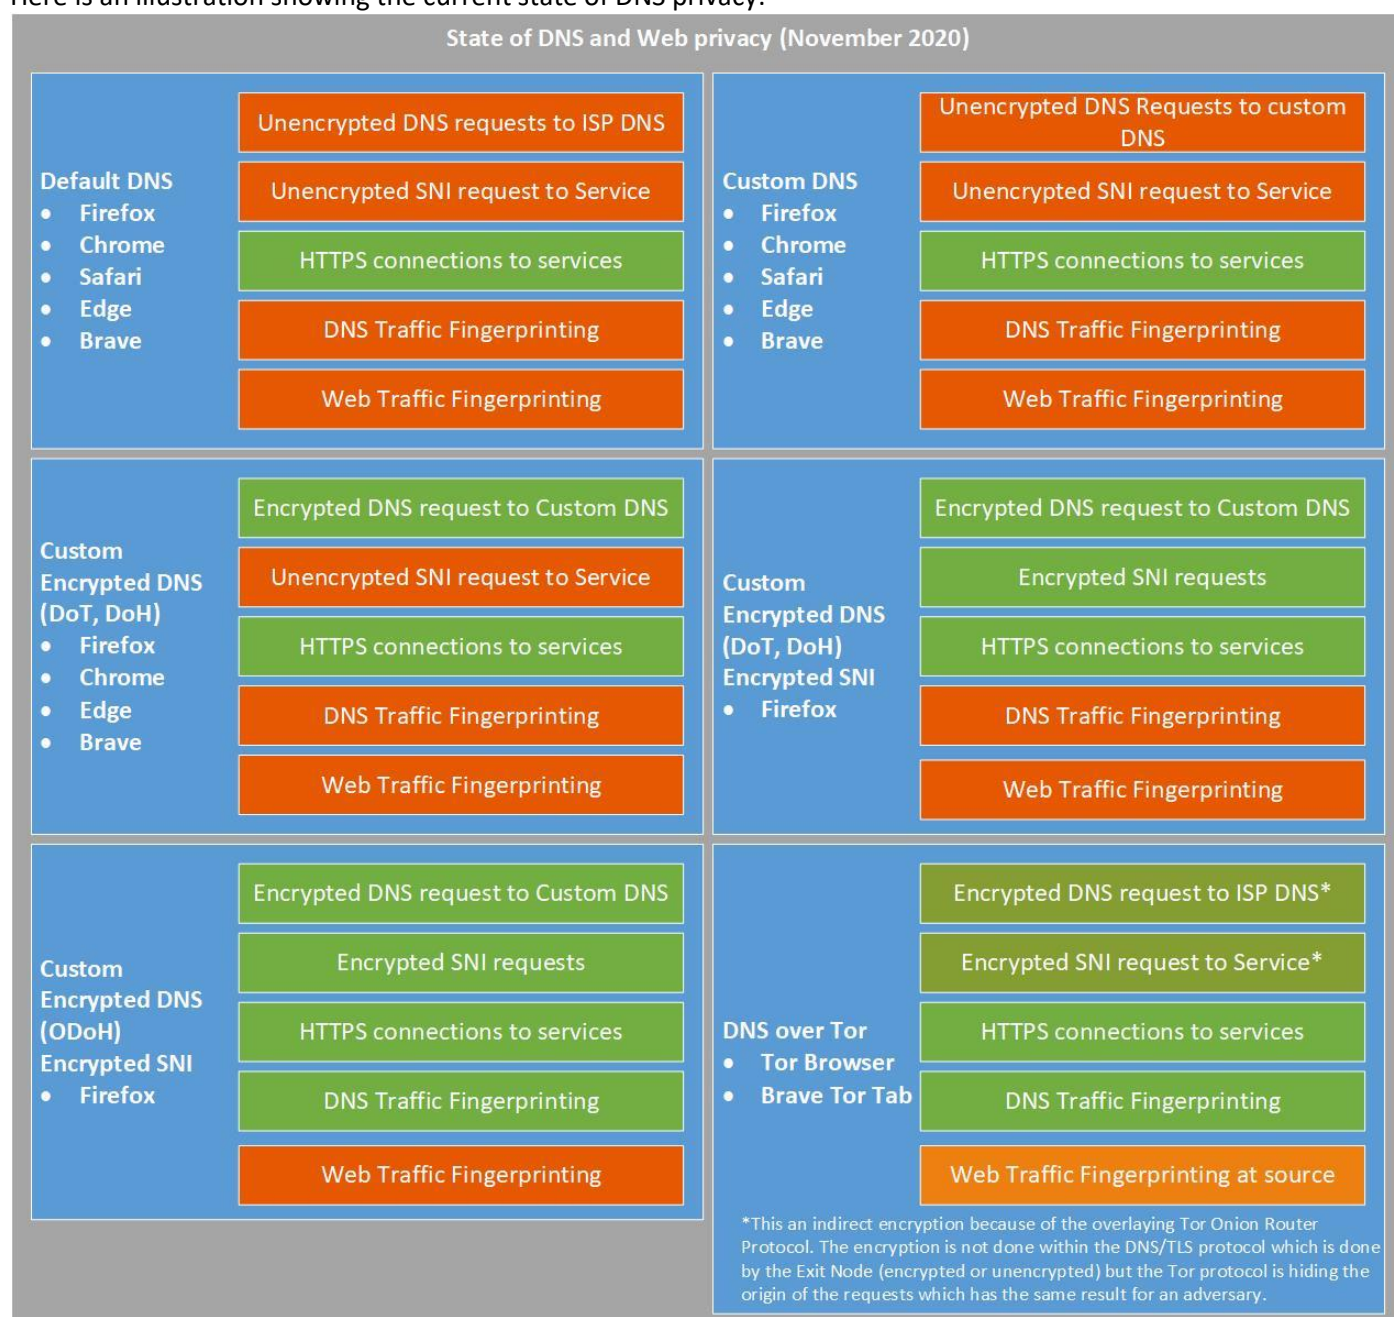 Here is an illustration showing the current state of DNS privacy:
State of DNS and Web privacy (November 2020)
Default DNS
• Firefox
• Chrome
• Safari
• Edge
• Brave
Unencrypted DNS requests to ISP DNS
Unencrypted SNI request to Service
HTTPS connections to services
DNS Traffic Fingerprinting
Web Traffic Fingerprinting
Custom DNS
• Firefox
• Chrome
• Safari
• Edge
• Brave
Unencrypted DNS Requests to custom
DNS
Unencrypted SNI request to Service
HTTPS connections to services
DNS Traffic Fingerprinting
Web Traffic Fingerprinting
Custom
Encrypted DNS
(DoT, DoH)
• Firefox
• Chrome
• Edge
• Brave
Encrypted DNS request to Custom DNS
Unencrypted SNI request to Service
HTTPS connections to services
DNS Traffic Fingerprinting
Web Traffic Fingerprinting
Custom
Encrypted DNS
(DoT, DoH)
Encrypted SNI
• Firefox
Encrypted DNS request to Custom DNS
Encrypted SNI requests
HTTPS connections to services
DNS Traffic Fingerprinting
Web Traffic Fingerprinting
Custom
Encrypted DNS
(ODoH)
Encrypted SNI
• Firefox
Encrypted DNS request to Custom DNS
Encrypted SNI requests
HTTPS connections to services
DNS Traffic Fingerprinting
Web Traffic Fingerprinting
DNS over Tor
• Tor Browser
• Brave Tor Tab
Encrypted DNS request to ISP DNS*
Encrypted SNI request to Service*
HTTPS connections to services
DNS Traffic Fingerprinting
Web Traffic Fingerprinting at source
*This an indirect encryption because of the overlaying Tor Onion Router
Protocol. The encryption is not done within the DNS/TLS protocol which is done
by the Exit Node (encrypted or unencrypted) but the Tor protocol is hiding the
origin of the requests which has the same result for an adversary.